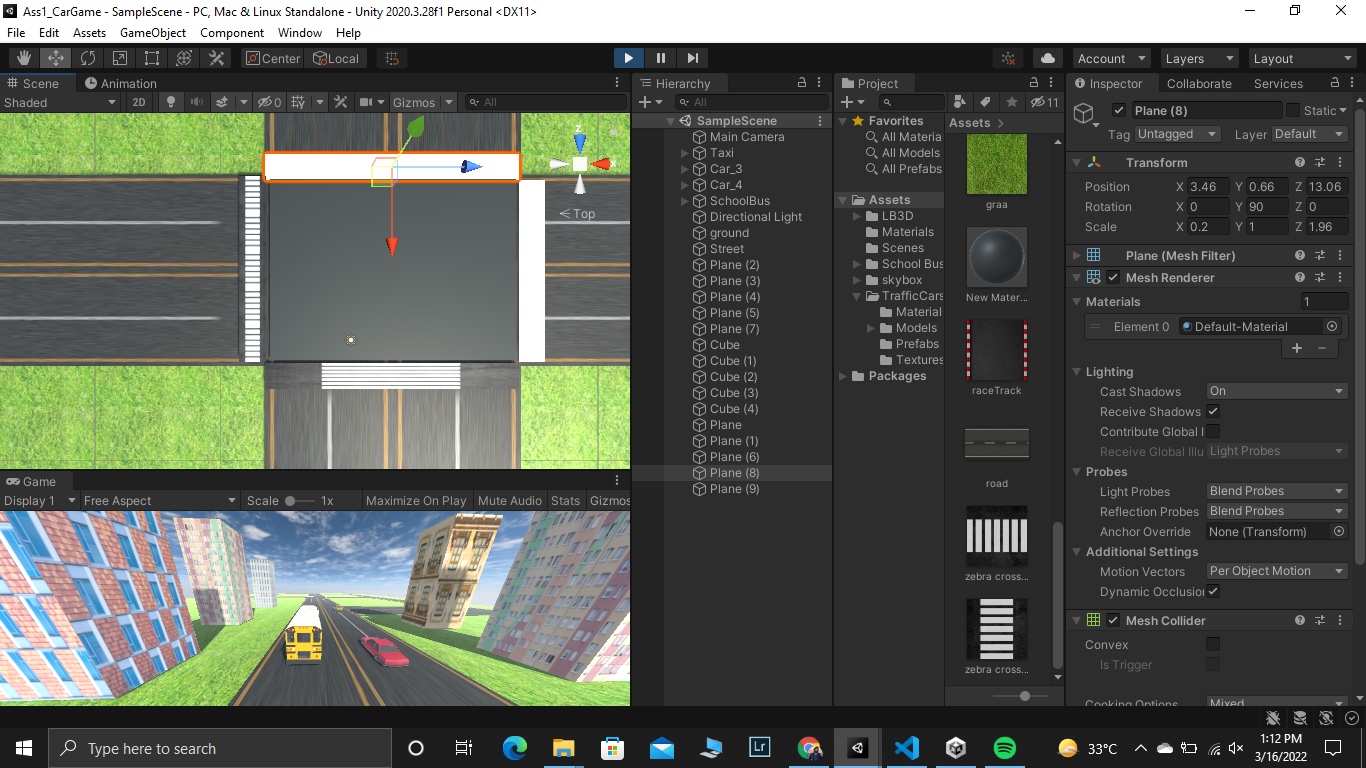 Ass1_CarGame - SampleScene - PC, Mac & Linux Standalone - Unity 2020.3.28f1 Personal <DX11>
File Edit Assets GameObject Component Window Help
Center Local Account Layers Layout
Scene Animation
Shaded 2D 0 Gizmos All
z
x
Top
Game
Display 1 Free Aspect Scale 1x Maximize On Play Mute Audio Stats Gizmos
Hierarchy
All
SampleScene
Main Camera
Taxi
Car_3
Car_4
SchoolBus
Directional Light
ground
Street
Plane (2)
Plane (3)
Plane (4)
Plane (5)
Plane (7)
Cube
Cube (1)
Cube (2)
Cube (3)
Cube (4)
Plane
Plane (1)
Plane (6)
Plane (8)
Plane (9)
Project
11
Favorites
All Materia
All Models
All Prefabs
Assets
LB3D
Materials
Scenes
School Bus
skybox
TrafficCars
Material
Models
Prefabs
Textures
Packages
Assets
graa
New Mater...
raceTrack
road
zebra cross...
zebra cross...
Inspector Collaborate Services
Plane (8) Static
Tag Untagged Layer Default
Transform
Position X 3.46 Y 0.66 Z 13.06
Rotation X 0 Y 90 Z 0
Scale X 0.2 Y 1 Z 1.96
Plane (Mesh Filter)
Mesh Renderer
Materials 1
Element 0 Default-Material
Lighting
Cast Shadows On
Receive Shadows
Contribute Global I
Receive Global Illu Light Probes
Probes
Light Probes Blend Probes
Reflection Probes Blend Probes
Anchor Override None (Transform)
Additional Settings
Motion Vectors Per Object Motion
Dynamic Occlusion
Mesh Collider
Convex
Is Trigger
Cooking Options Mixed
Type here to search
Lr
33°C
1:12 PM
3/16/2022